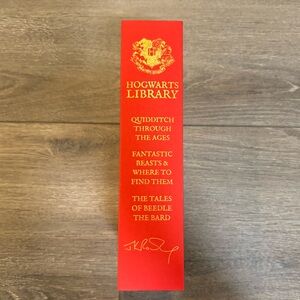 HOGWARTS
LIBRARY
QUIDDITCH
THROUGH
THE AGES
FANTASTIC
BEASTS &
WHERE TO
FIND THEM
THE TALES
OF BEEDLE
THE BARD